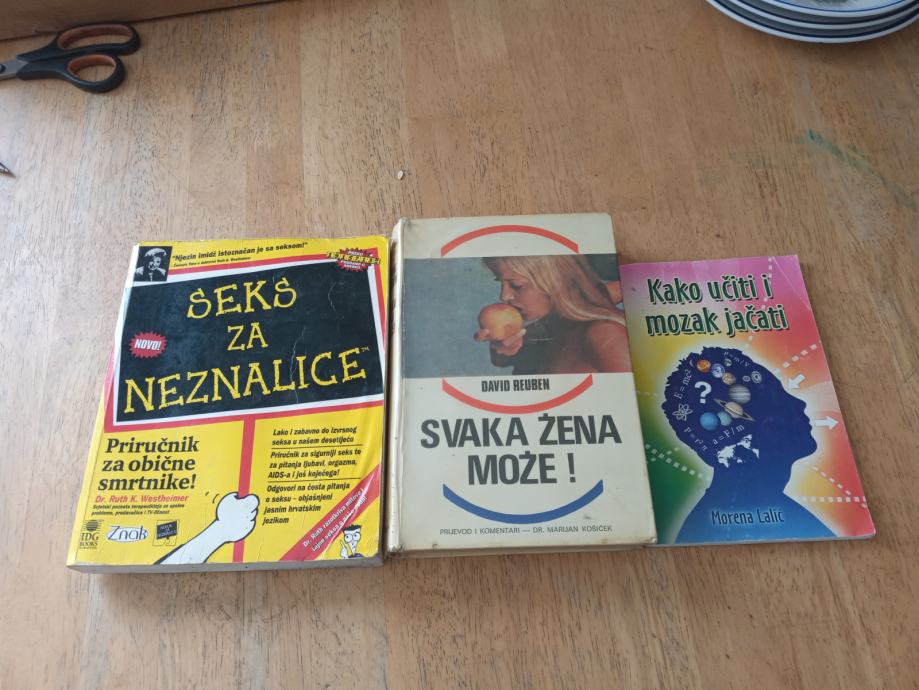 "Njezin imidž istoznačan je sa seksom!"
SEKS
ZA
NEZNALICE™
NOVO!
Priručnik
za obične
smrtnike!
Dr. Ruth K. Westheimer
Lako i zabavno do izvrsnog
seksa u našem desetljeću
Priručnik za sigurniji seks te
za pitanja ljubavi, orgazma,
AIDS-a i još koječega!
Odgovori na česta pitanja
o seksu – objašnjeni
jasnim hrvatskim
jezikom
IDG
BOOKS
Znak
DAVID REUBEN
SVAKA ŽENA
MOŽE !
PRIJEVOD I KOMENTARI — DR. MARIJAN KOŠIČEK
Kako učiti i
mozak jačati
E=mc²
?
a=F/m
Morena Lalić